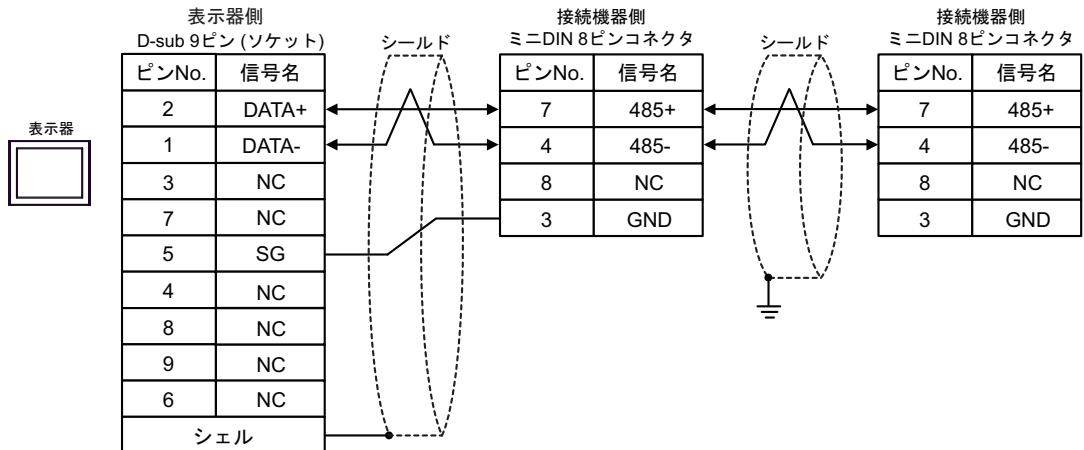 表示器側
D-sub 9ピン (ソケット)
シールド
接続機器側
ミニDIN 8ピンコネクタ
シールド
接続機器側
ミニDIN 8ピンコネクタ
表示器
ピンNo. 信号名
2 DATA+
1 DATA-
3 NC
7 NC
5 SG
4 NC
8 NC
9 NC
6 NC
シェル
ピンNo. 信号名
7 485+
4 485-
8 NC
3 GND
ピンNo. 信号名
7 485+
4 485-
8 NC
3 GND